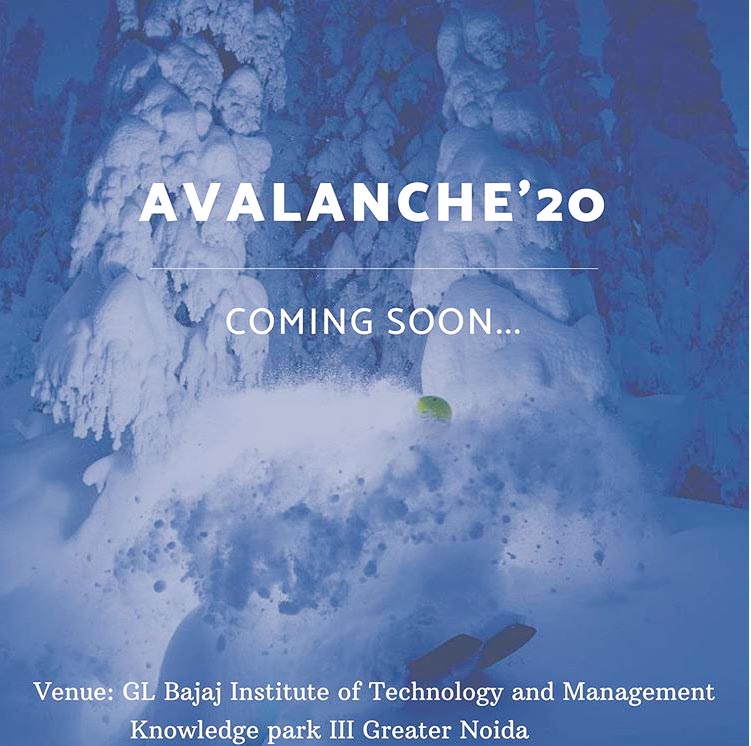 AVALANCHE'20
COMING SOON...
Venue: GL Bajaj Institute of Technology and Management
Knowledge park III Greater Noida